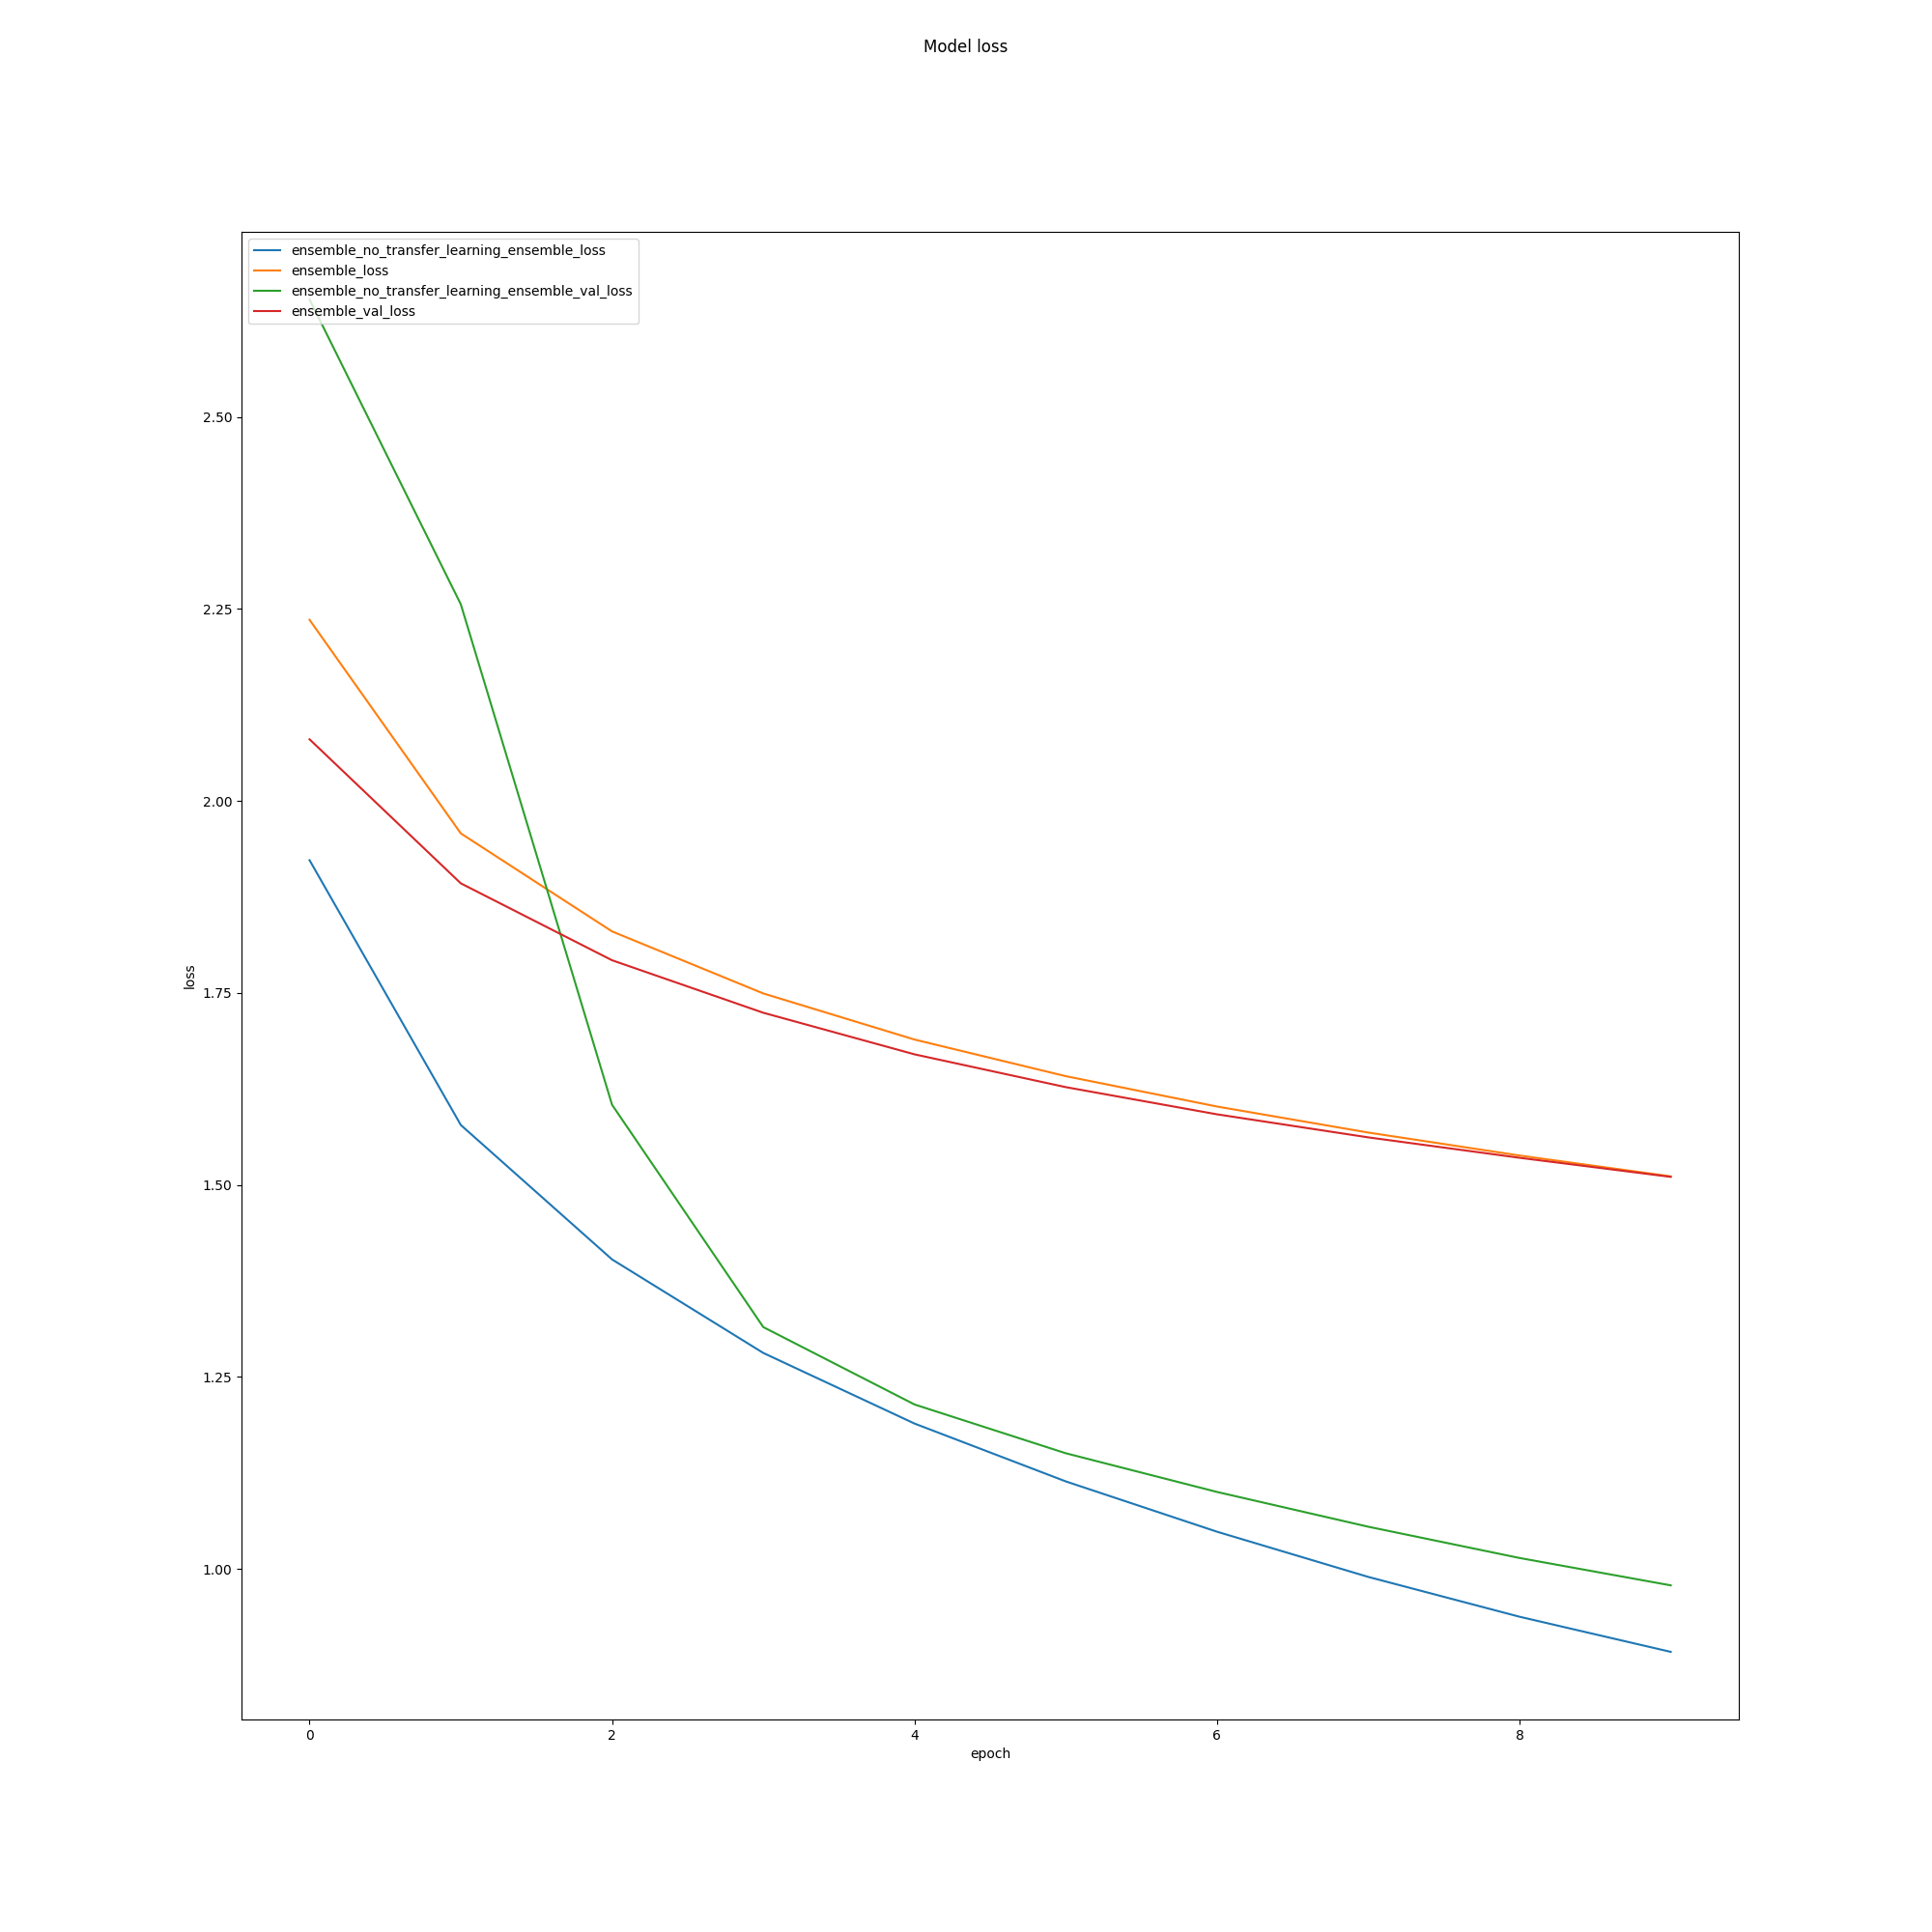 Model loss
ensemble_no_transfer_learning_ensemble_loss
ensemble_loss
ensemble_no_transfer_learning_ensemble_val_loss
ensemble_val_loss
2.50
2.25
2.00
1.75
1.50
1.25
1.00
loss
0 2 4 6 8
epoch